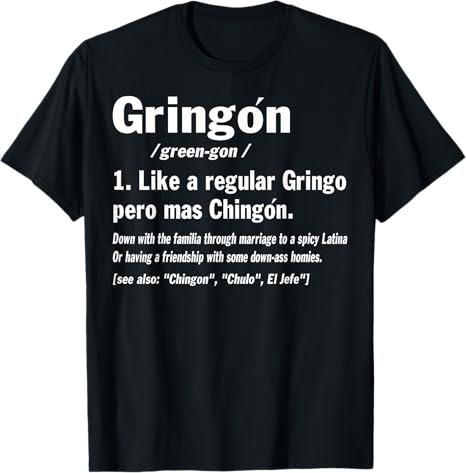 Gringón
/green-gon /
1. Like a regular Gringo
pero mas Chingón.
Down with the familia through marriage to a spicy Latina
Or having a friendship with some down-ass homies.
[see also: "Chingon", "Chulo", El Jefe"]